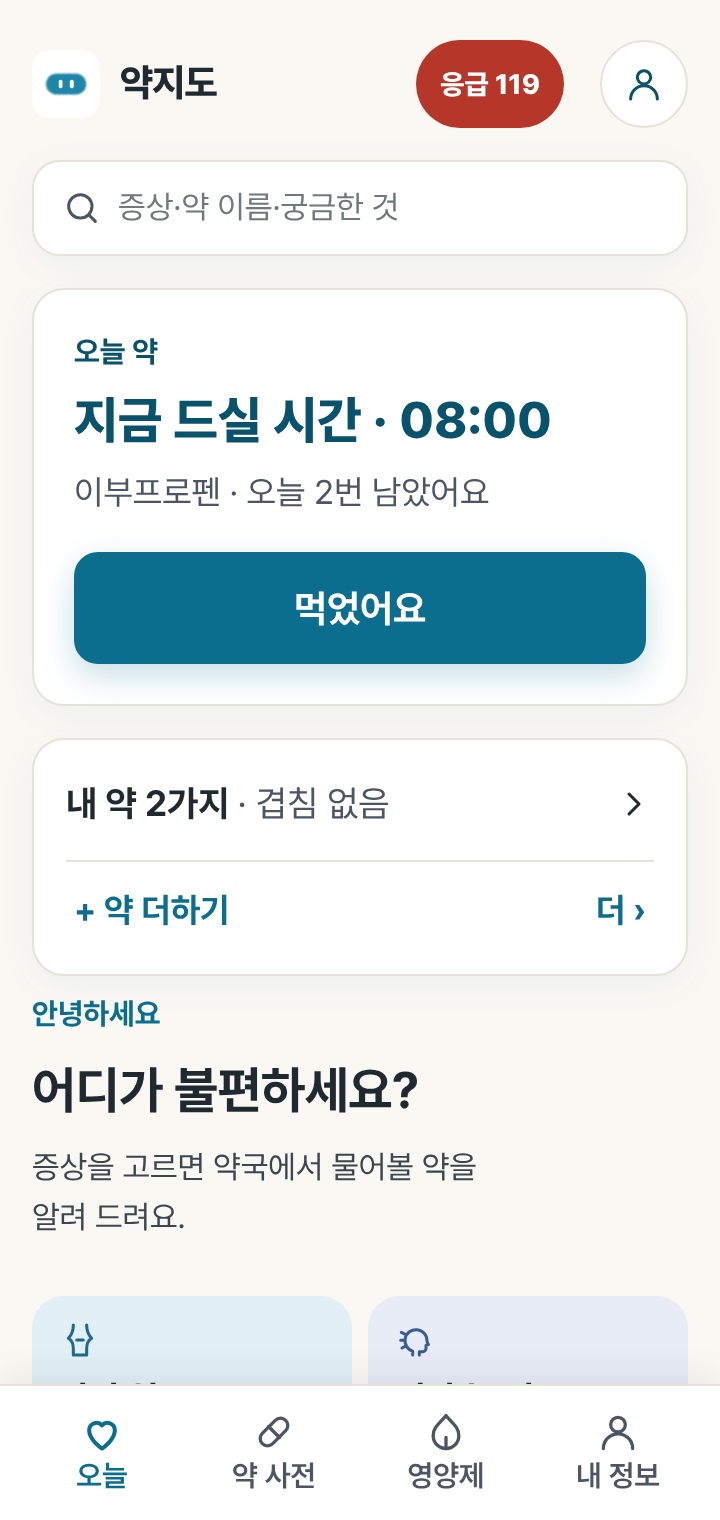 약지도
응급 119
증상·약 이름·궁금한 것
오늘 약
지금 드실 시간 · 08:00
이부프로펜 · 오늘 2번 남았어요
먹었어요
내 약 2가지 · 겹침 없음
+ 약 더하기
더 ›
안녕하세요
어디가 불편하세요?
증상을 고르면 약국에서 물어볼 약을
알려 드려요.
오늘
약 사전
영양제
내 정보